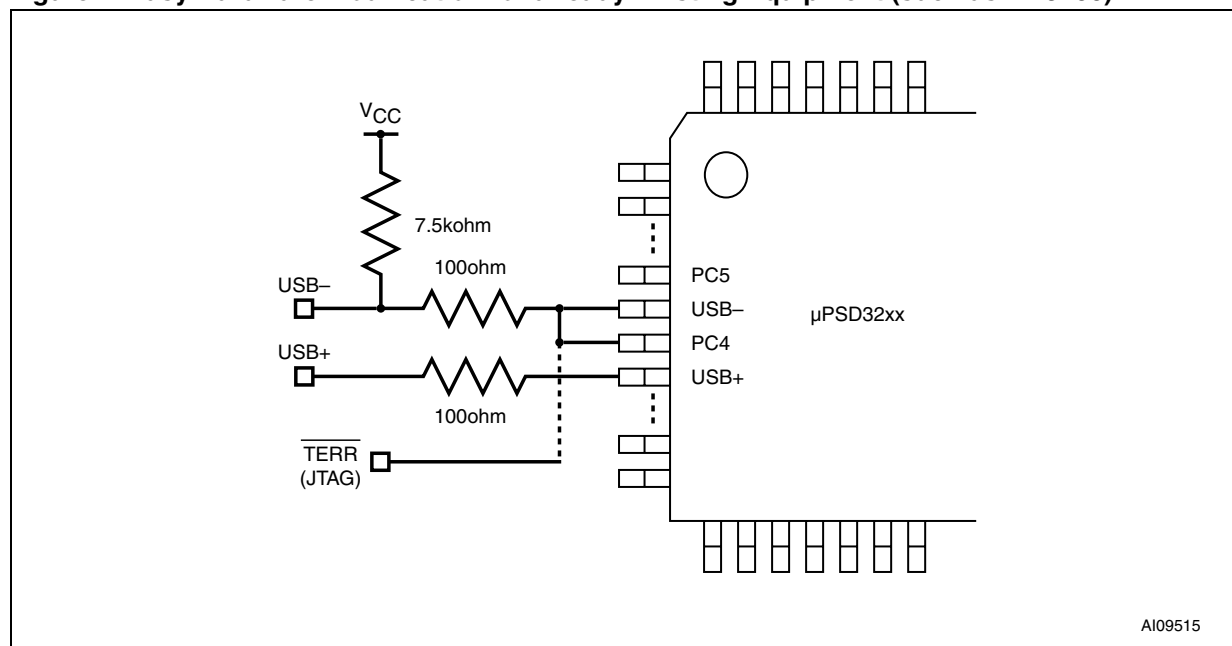 VCC
7.5kohm
100ohm
USB–
PC5
USB–
µPSD32xx
PC4
USB+
USB+
100ohm
TERR
(JTAG)
AI09515